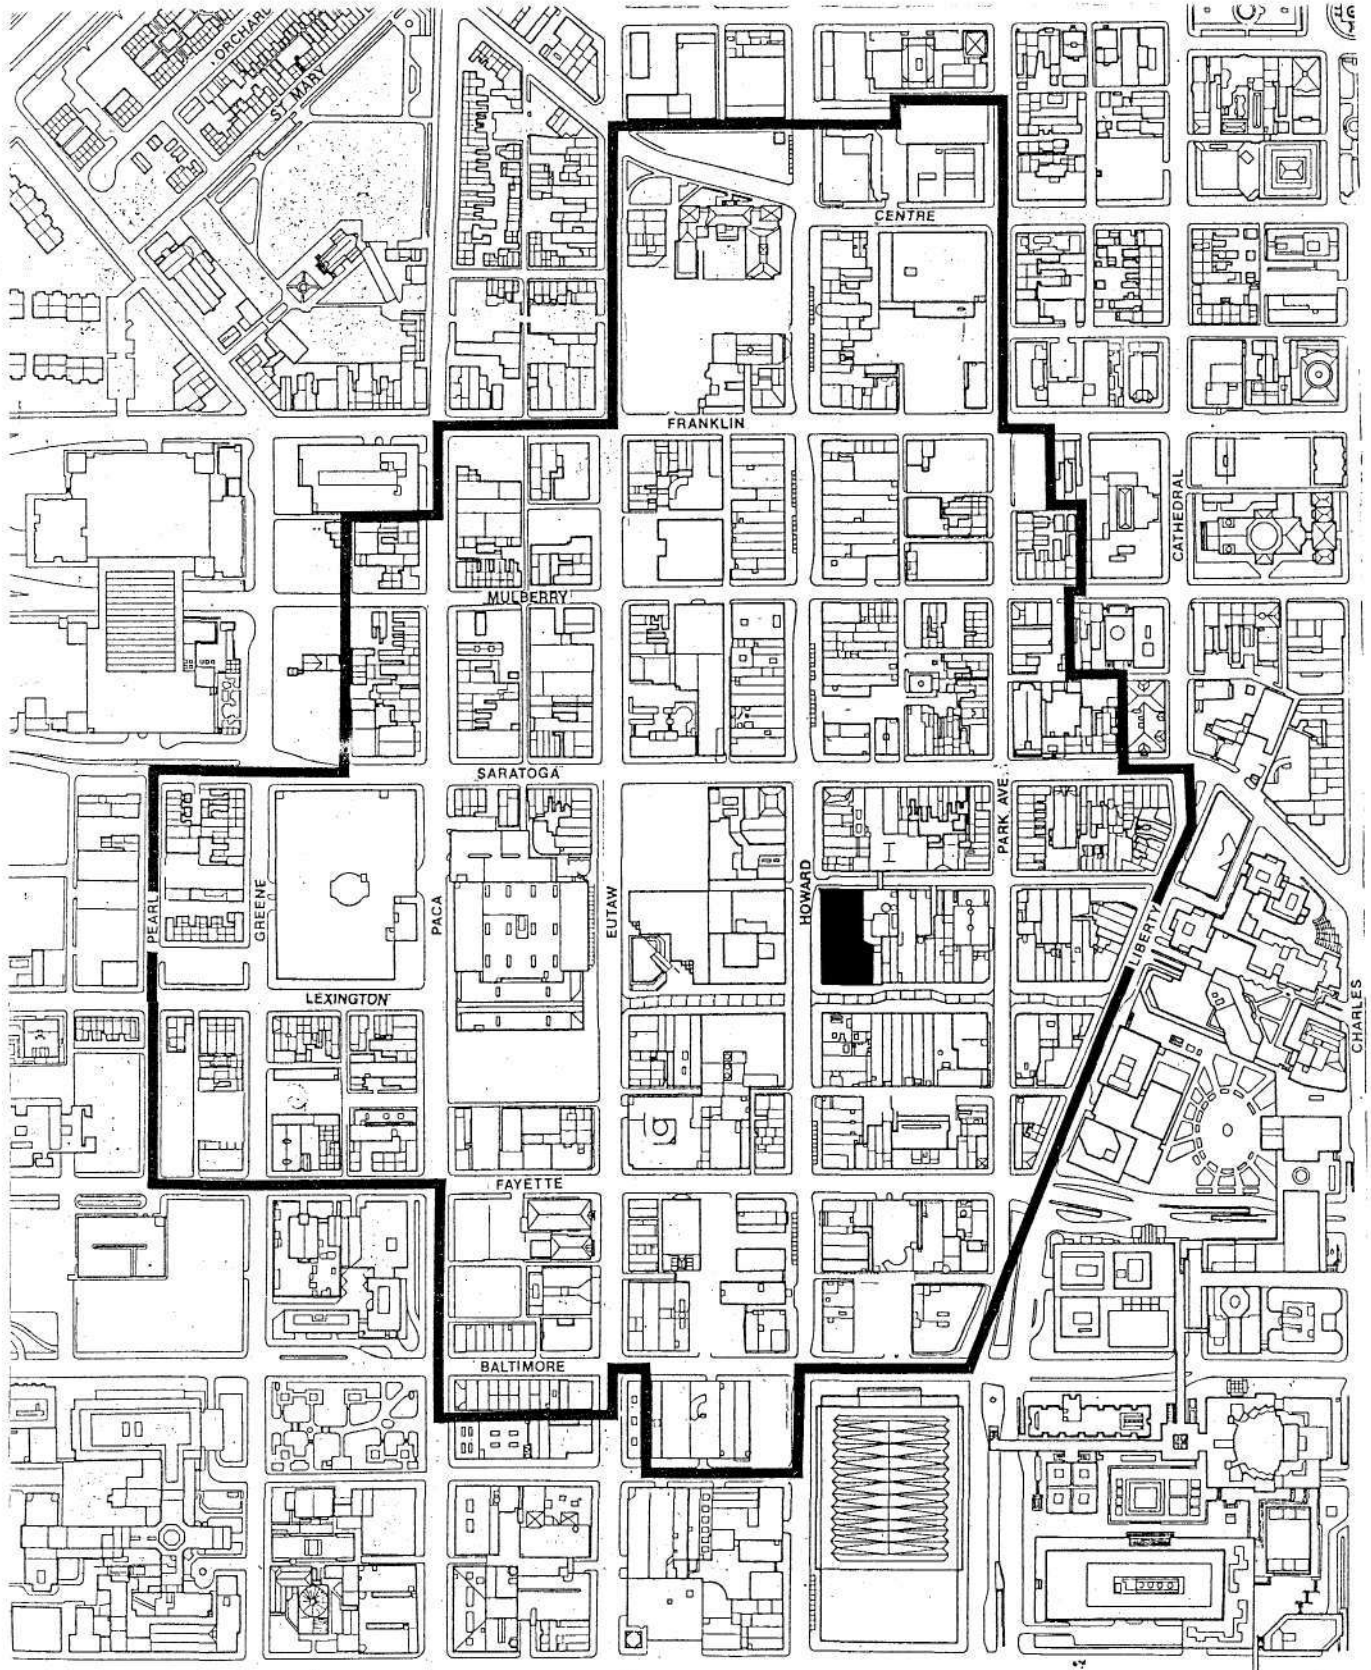 ORCHARD
ST MARY
CENTRE
FRANKLIN
CATHEDRAL
MULBERRY
SARATOGA
PARK AVE
HOWARD
PEARL
GREENE
PACA
EUTAW
LIBERTY
LEXINGTON
CHARLES
FAYETTE
BALTIMORE